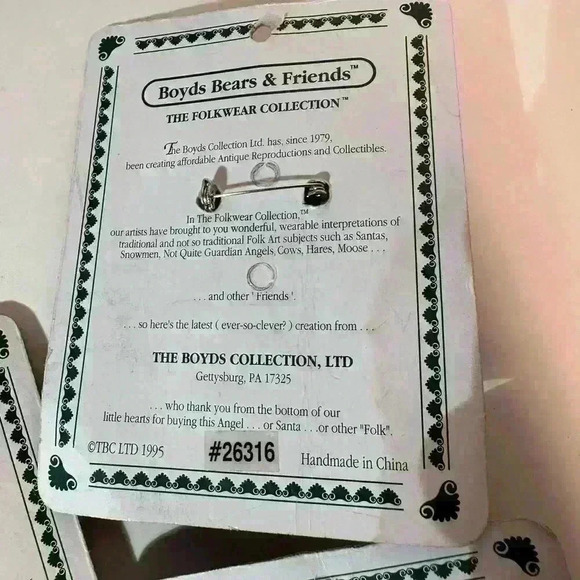 Boyds Bears & Friends™
THE FOLKWEAR COLLECTION™
The Boyds Collection Ltd. has, since 1979,
been creating affordable Antique Reproductions and Collectibles.
In The Folkwear Collection,™
our artists have brought to you wonderful, wearable interpretations of
traditional and not so traditional Folk Art subjects such as Santas,
Snowmen, Not Quite Guardian Angels, Cows, Hares, Moose . . .
. . . and other ' Friends '.
. . . so here's the latest ( ever-so-clever? ) creation from . . .
THE BOYDS COLLECTION, LTD
Gettysburg, PA 17325
. . . who thank you from the bottom of our
little hearts for buying this Angel . . . or Santa . . .or other "Folk".
©TBC LTD 1995 #26316 Handmade in China